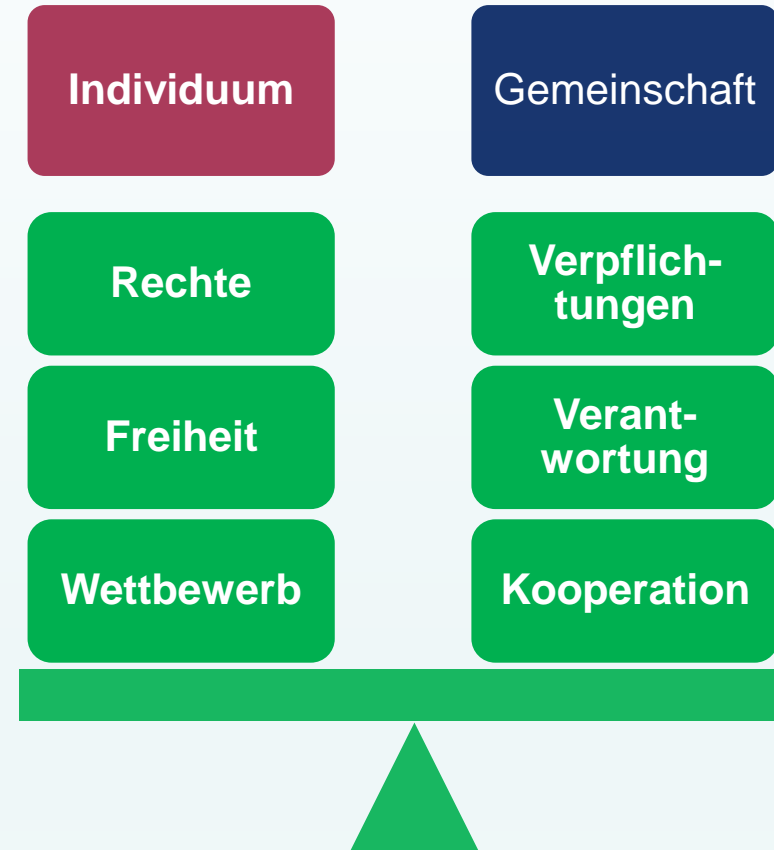 Individuum
Gemeinschaft
Rechte
Verpflich-
tungen
Freiheit
Verant-
wortung
Wettbewerb
Kooperation